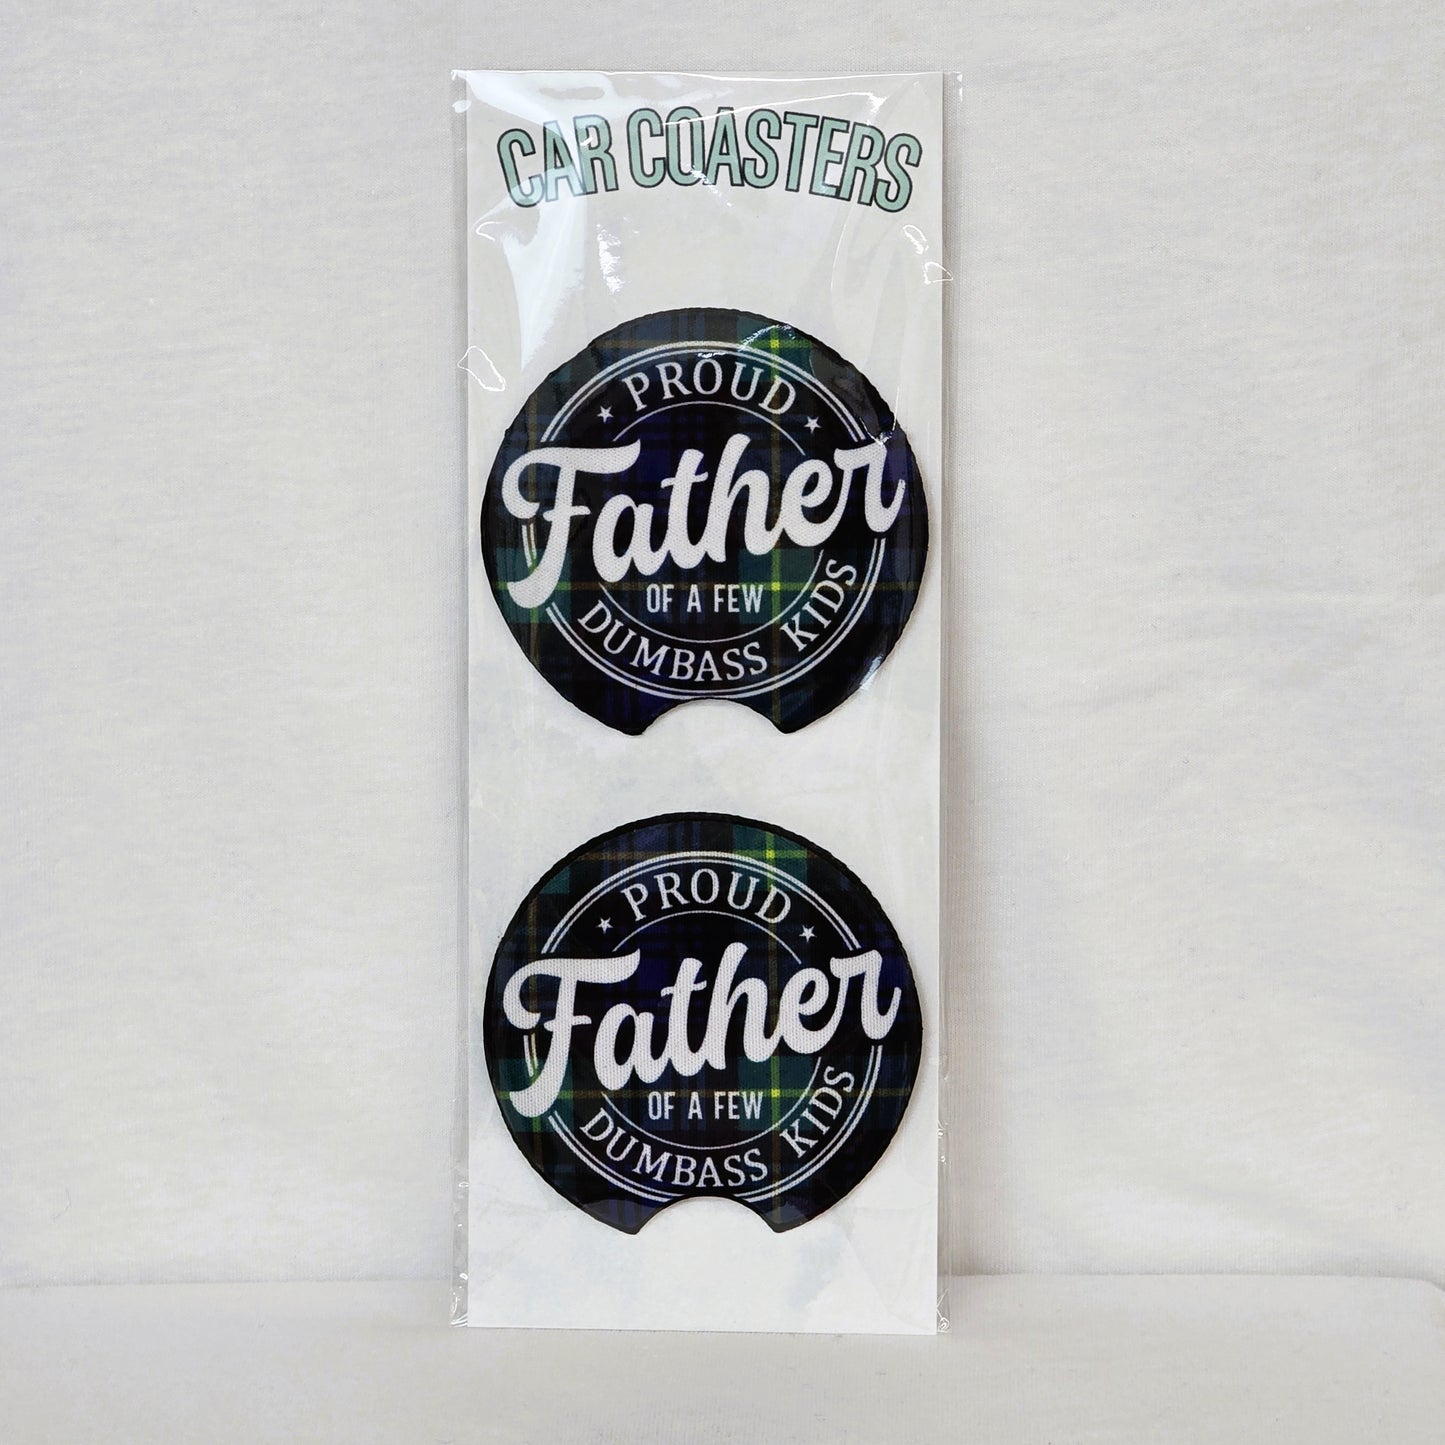 CAR COASTERS
PROUD
Father
OF A FEW
DUMBASS KIDS
PROUD
Father
OF A FEW
DUMBASS KIDS